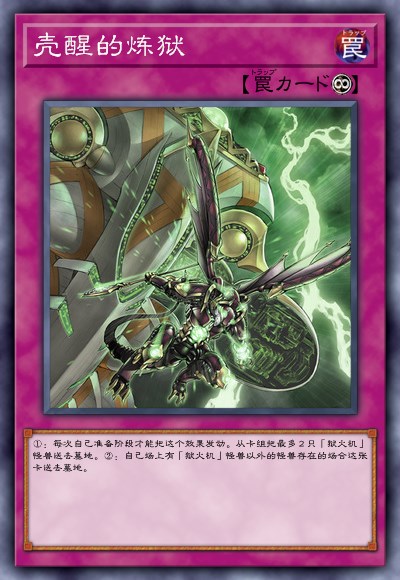 壳醒的炼狱
トラップ
罠
トラップ
【罠カード】
①：每次自己准备阶段才能把这个效果发动。从卡组把最多２只「狱火机」
怪兽送去墓地。②：自己场上有「狱火机」怪兽以外的怪兽存在的场合这张
卡送去墓地。